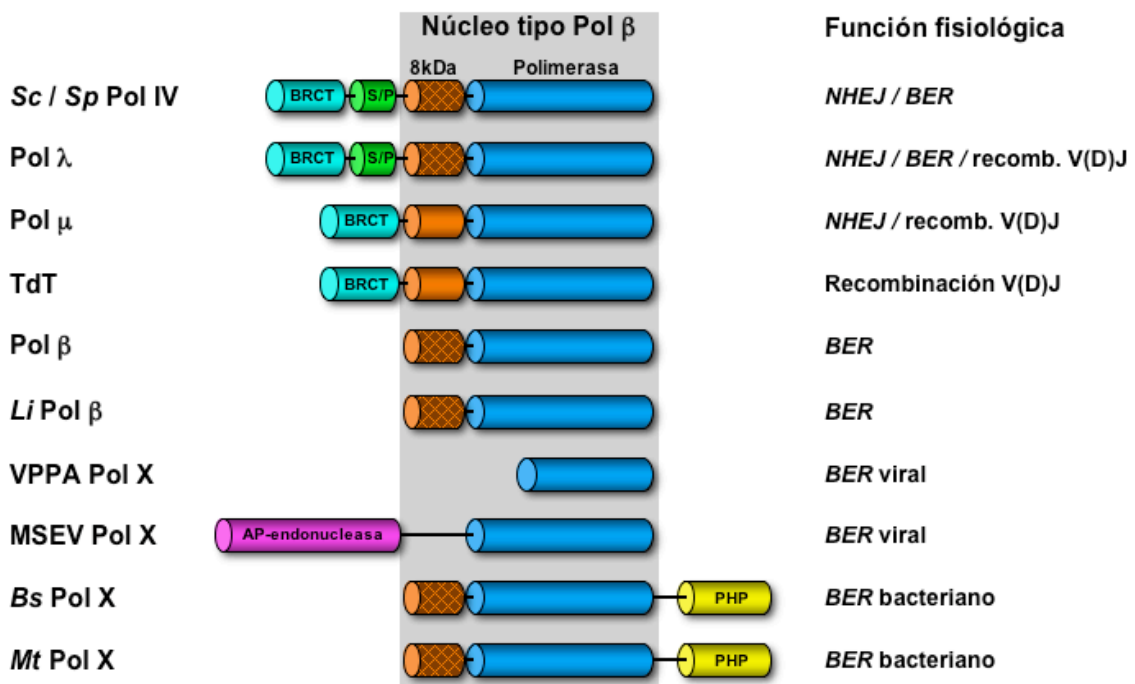 Núcleo tipo Pol β Función fisiológica
8kDa Polimerasa
Sc / Sp Pol IV BRCT S/P NHEJ / BER
Pol λ BRCT S/P NHEJ / BER / recomb. V(D)J
Pol μ BRCT NHEJ / recomb. V(D)J
TdT BRCT Recombinación V(D)J
Pol β BER
Li Pol β BER
VPPA Pol X BER viral
MSEV Pol X AP-endonucleasa BER viral
Bs Pol X PHP BER bacteriano
Mt Pol X PHP BER bacteriano